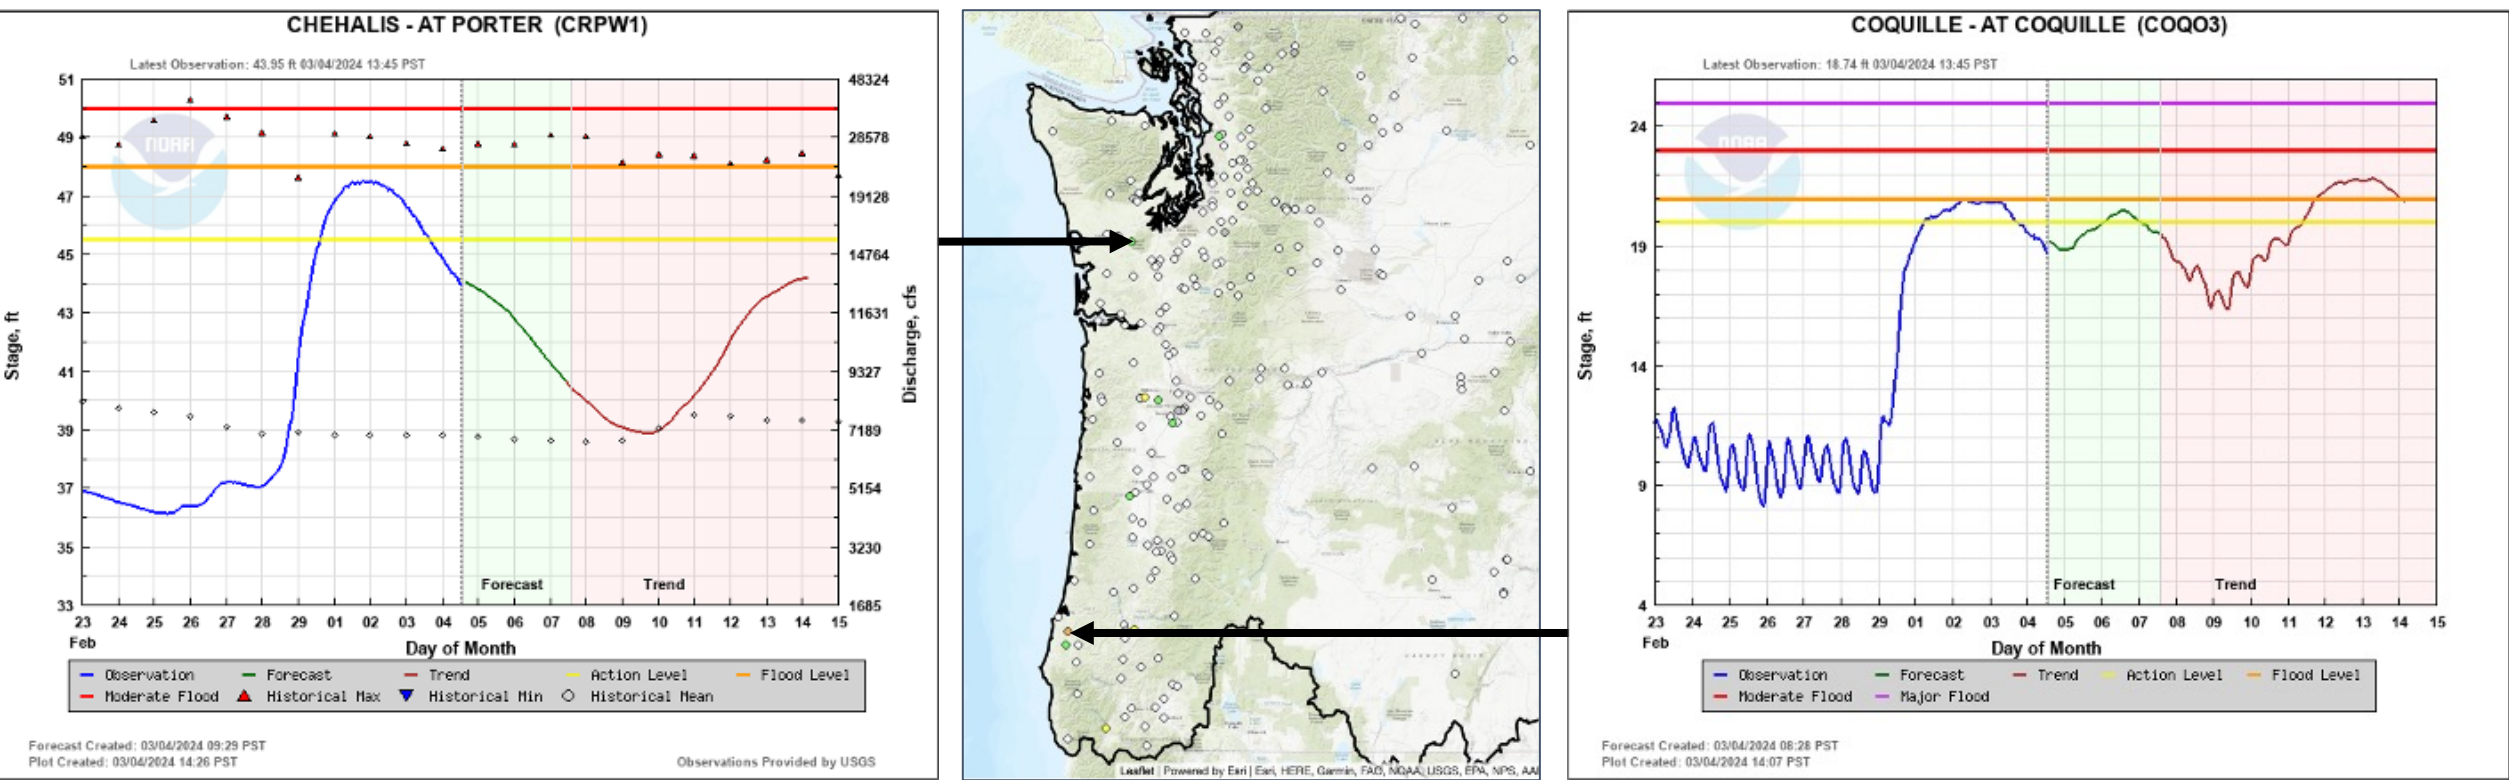 CHEHALIS - AT PORTER (CRPW1)
Latest Observation: 43.95 ft 03/04/2024 13:45 PST
NOAA
Stage, ft
51
49
47
45
43
41
39
37
35
33
48324
28578
19128
14764
11631
9327
7189
5154
3230
1685
Discharge, cfs
Forecast
Trend
23 24 25 26 27 28 29 01 02 03 04 05 06 07 08 09 10 11 12 13 14 15
Feb
Day of Month
Observation Forecast Trend Action Level Flood Level
Moderate Flood Historical Max Historical Min Historical Mean
Forecast Created: 03/04/2024 09:29 PST
Plot Created: 03/04/2024 14:26 PST
Observations Provided by USGS
Leaflet | Powered by Esri | Esri, HERE, Garmin, FAO, NOAA, USGS, EPA, NPS, AAF
COQUILLE - AT COQUILLE (COQO3)
Latest Observation: 18.74 ft 03/04/2024 13:45 PST
NOAA
Stage, ft
24
19
14
9
4
Forecast
Trend
23 24 25 26 27 28 29 01 02 03 04 05 06 07 08 09 10 11 12 13 14 15
Feb
Day of Month
Observation Forecast Trend Action Level Flood Level
Moderate Flood Major Flood
Forecast Created: 03/04/2024 08:28 PST
Plot Created: 03/04/2024 14:07 PST